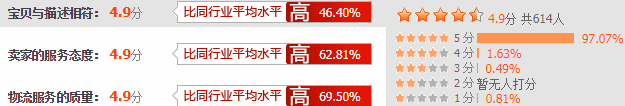 宝贝与描述相符：4.9分 比同行业平均水平 高 46.40%
卖家的服务态度：4.9分 比同行业平均水平 高 62.81%
物流服务的质量：4.9分 比同行业平均水平 高 69.50%
4.9分 共614人
5 分 97.07%
4 分 1.63%
3 分 0.49%
2 分 暂无人打分
1 分 0.81%